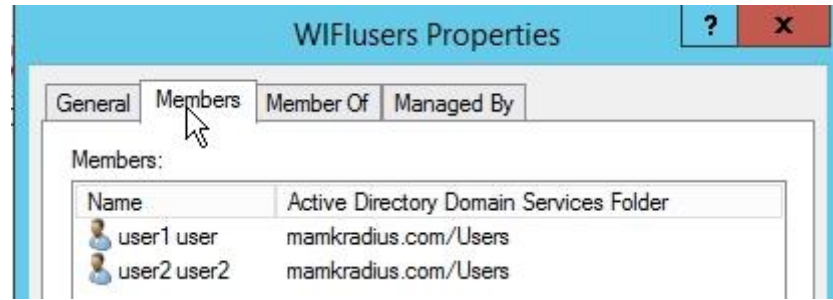 WIFIusers Properties ? x
General Members Member Of Managed By
Members:
Name Active Directory Domain Services Folder
user1 user mamkradius.com/Users
user2 user2 mamkradius.com/Users